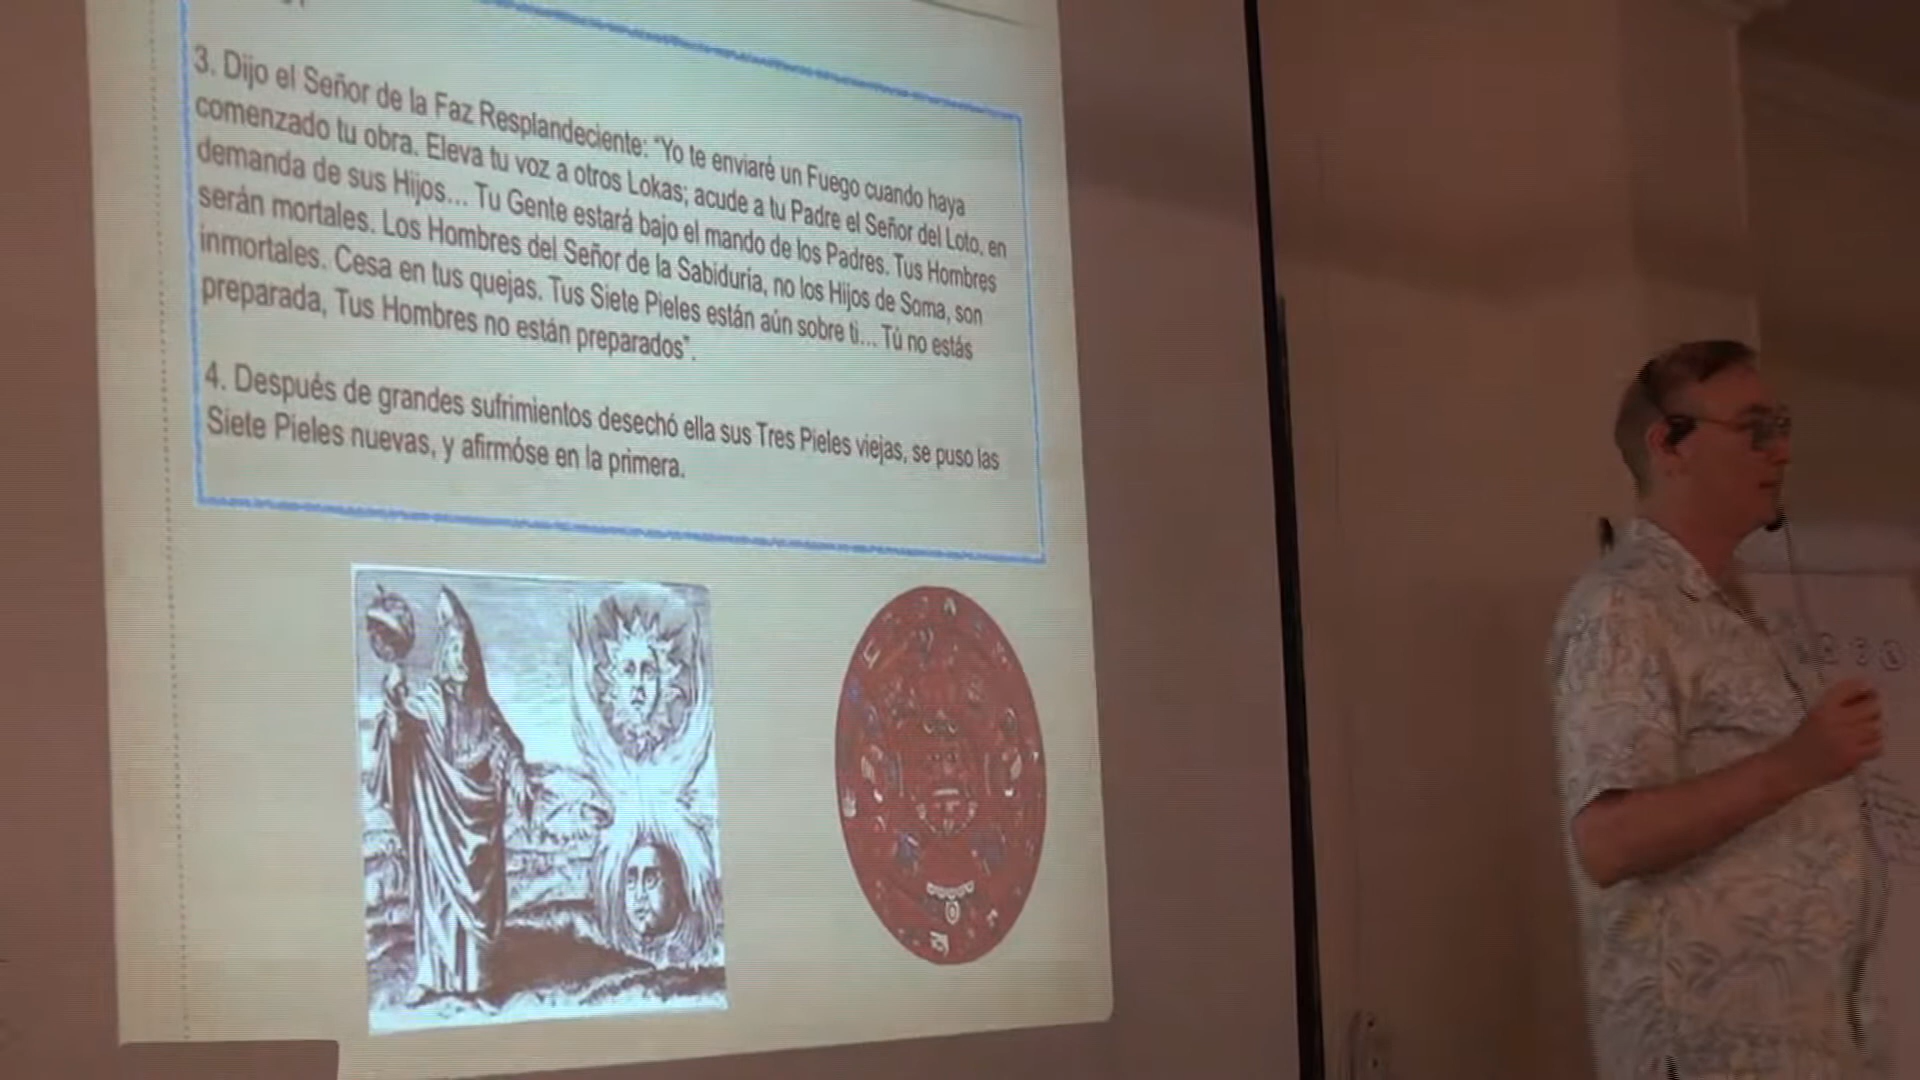 3. Dijo el Señor de la Faz Resplandeciente: "Yo te enviaré un Fuego cuando haya
comenzado tu obra. Eleva tu voz a otros Lokas; acude a tu Padre el Señor del Loto, en
demanda de sus Hijos... Tu Gente estará bajo el mando de los Padres. Tus Hombres
serán mortales. Los Hombres del Señor de la Sabiduría, no los Hijos de Soma, son
inmortales. Cesa en tus quejas. Tus Siete Pieles están aún sobre ti... Tú no estás
preparada, Tus Hombres no están preparados".
4. Después de grandes sufrimientos desechó ella sus Tres Pieles viejas, se puso las
Siete Pieles nuevas, y afirmóse en la primera.